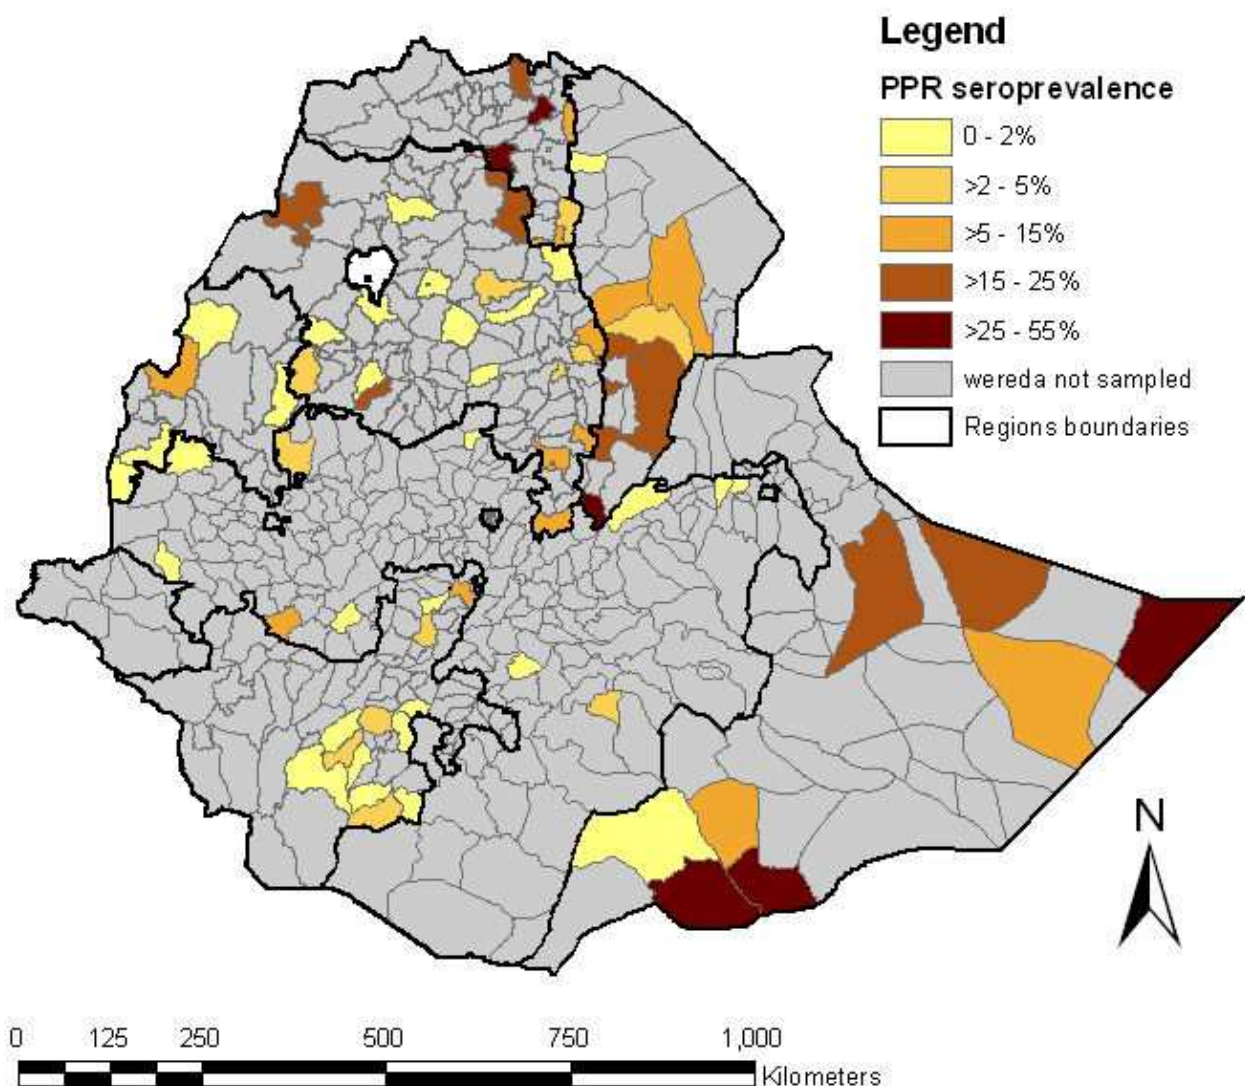 Legend
PPR seroprevalence
0 - 2%
>2 - 5%
>5 - 15%
>15 - 25%
>25 - 55%
wereda not sampled
Regions boundaries
N
0 125 250 500 750 1,000
Kilometers